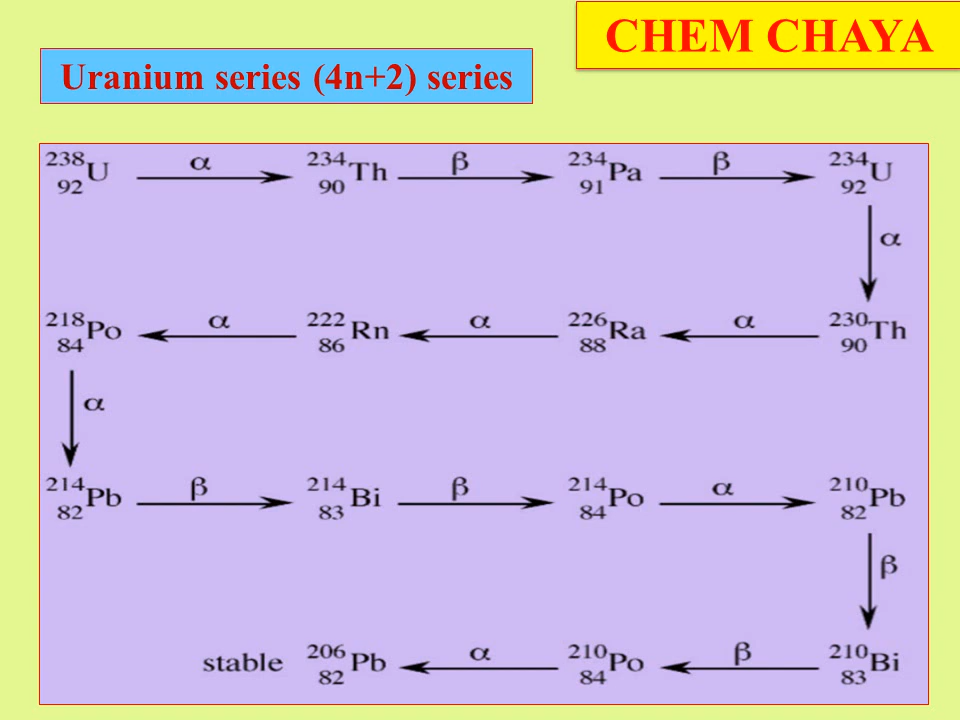 CHEM CHAYA
Uranium series (4n+2) series
²³⁸₉₂U α ²³⁴₉₀Th β ²³⁴₉₁Pa β ²³⁴₉₂U
α
²¹⁸₈₄Po α ²²²₈₆Rn α ²²⁶₈₈Ra α ²³⁰₉₀Th
α
²¹⁴₈₂Pb β ²¹⁴₈₃Bi β ²¹⁴₈₄Po α ²¹⁰₈₂Pb
β
stable ²⁰⁶₈₂Pb α ²¹⁰₈₄Po β ²¹⁰₈₃Bi